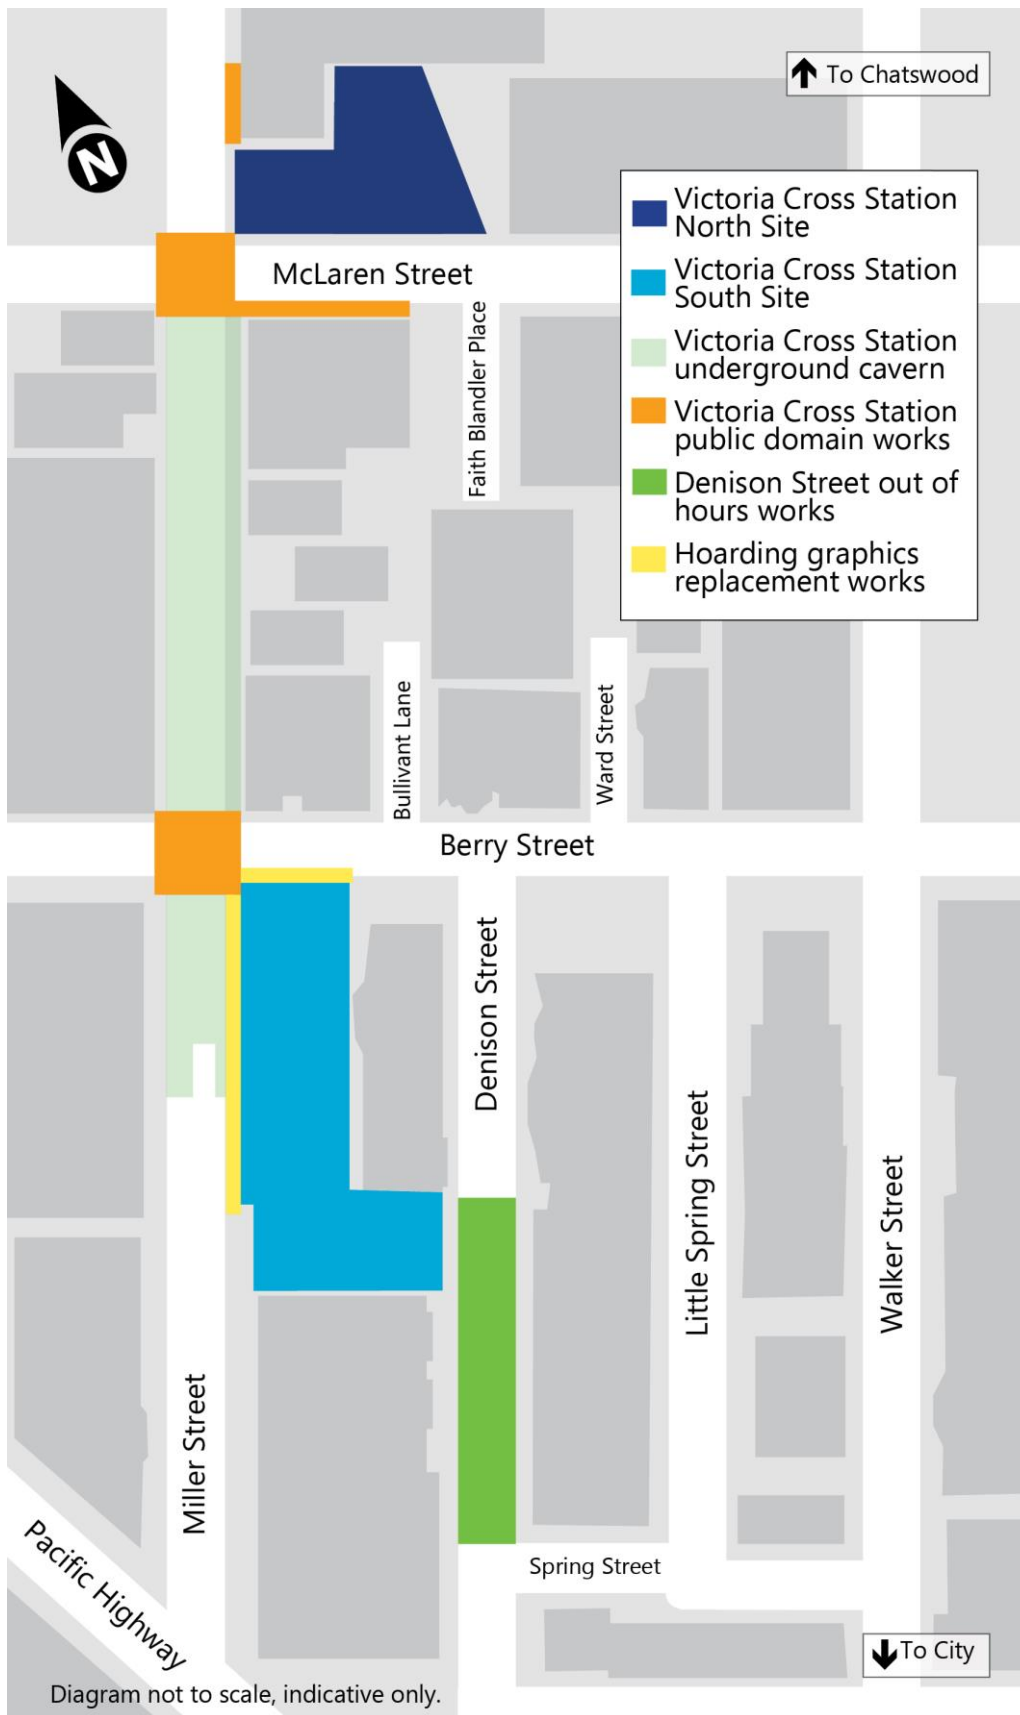 To Chatswood
N
Victoria Cross Station
North Site
Victoria Cross Station
South Site
Victoria Cross Station
underground cavern
Victoria Cross Station
public domain works
Denison Street out of
hours works
Hoarding graphics
replacement works
McLaren Street
Faith Blandler Place
Bullivant Lane
Ward Street
Berry Street
Denison Street
Little Spring Street
Walker Street
Miller Street
Pacific Highway
Spring Street
To City
Diagram not to scale, indicative only.